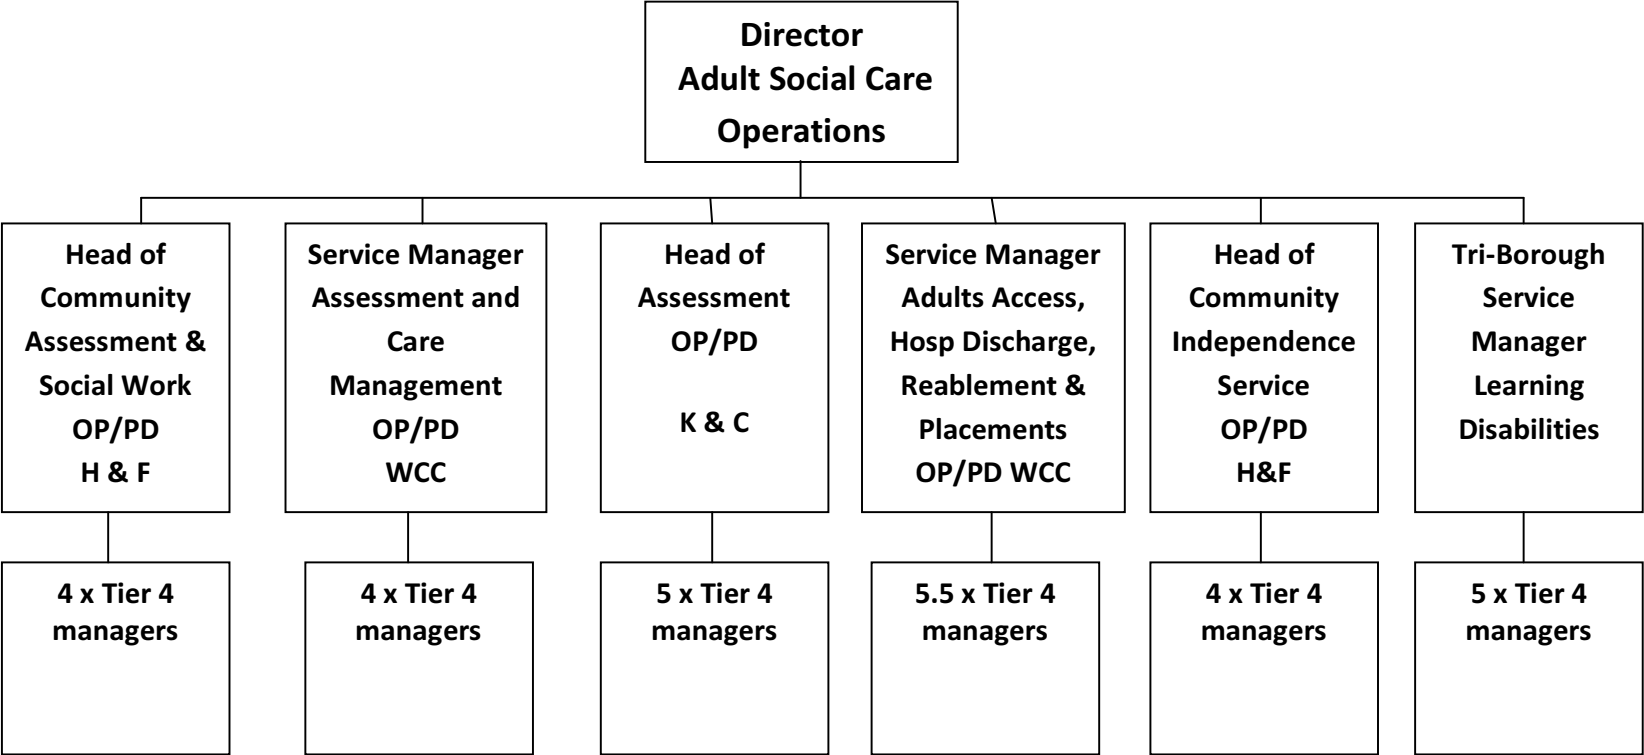 Director
Adult Social Care
Operations
Head of
Community
Assessment &
Social Work
OP/PD
H & F
Service Manager
Assessment and
Care
Management
OP/PD
WCC
Head of
Assessment
OP/PD
K & C
Service Manager
Adults Access,
Hosp Discharge,
Reablement &
Placements
OP/PD WCC
Head of
Community
Independence
Service
OP/PD
H&F
Tri-Borough
Service
Manager
Learning
Disabilities
4 x Tier 4
managers
4 x Tier 4
managers
5 x Tier 4
managers
5.5 x Tier 4
managers
4 x Tier 4
managers
5 x Tier 4
managers